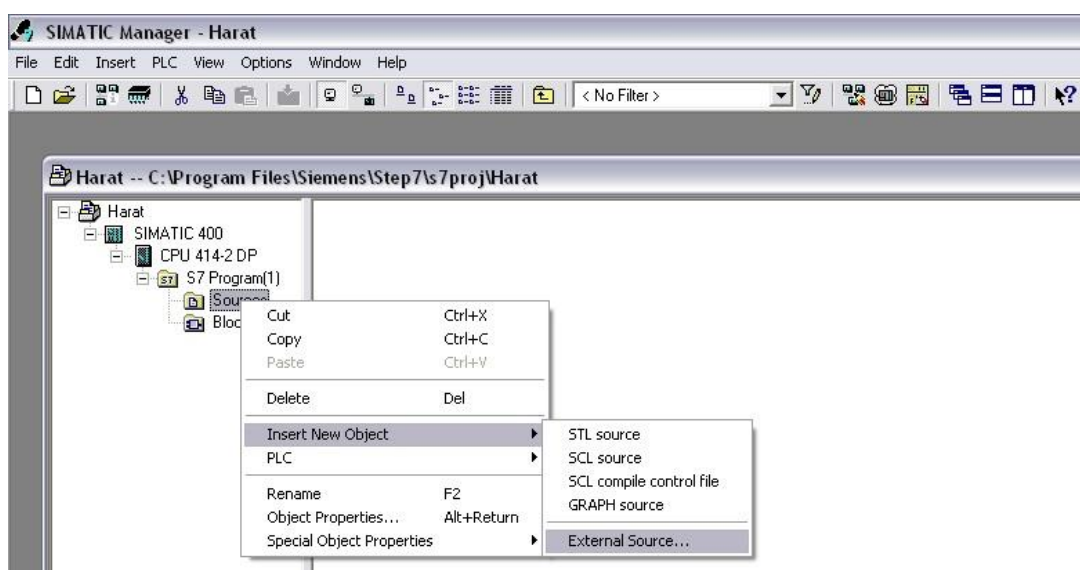 SIMATIC Manager - Harat
File Edit Insert PLC View Options Window Help
< No Filter >
Harat -- C:\Program Files\Siemens\Step7\s7proj\Harat
Harat
SIMATIC 400
CPU 414-2 DP
S7 Program(1)
Cut Ctrl+X
Copy Ctrl+C
Paste Ctrl+V
Delete Del
Insert New Object
PLC
Rename F2
Object Properties... Alt+Return
Special Object Properties
STL source
SCL source
SCL compile control file
GRAPH source
External Source...